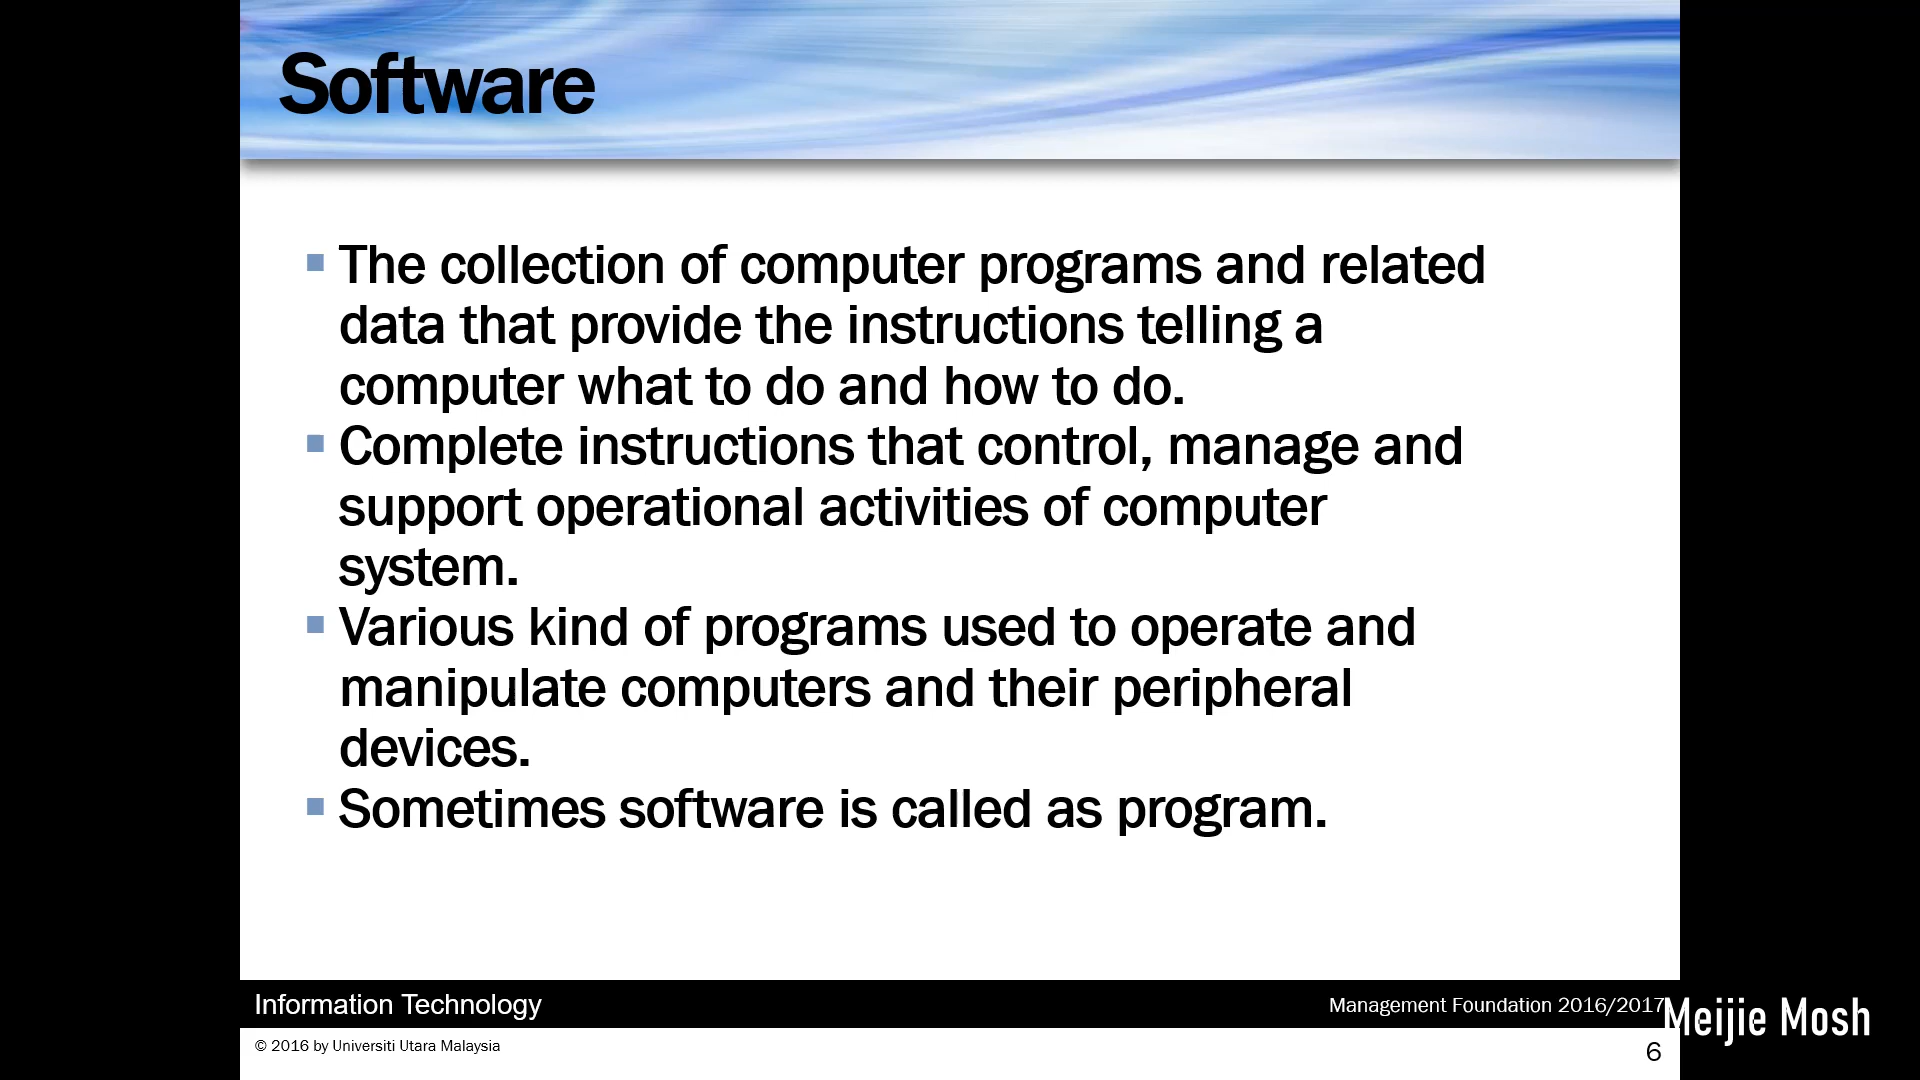 Software
The collection of computer programs and related
data that provide the instructions telling a
computer what to do and how to do.
Complete instructions that control, manage and
support operational activities of computer
system.
Various kind of programs used to operate and
manipulate computers and their peripheral
devices.
Sometimes software is called as program.
Information Technology
Management Foundation 2016/2017
Meijie Mosh
© 2016 by Universiti Utara Malaysia
6